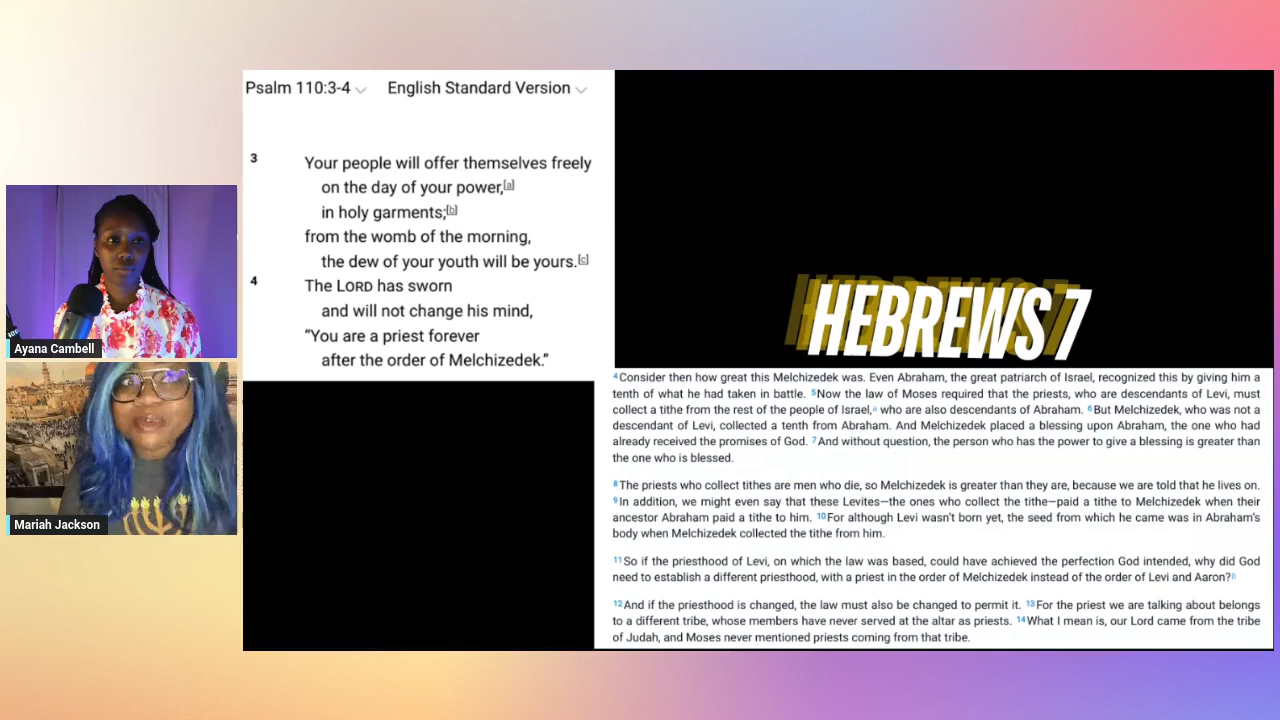 Psalm 110:3-4 English Standard Version
3 Your people will offer themselves freely
on the day of your power,[a]
in holy garments;[b]
from the womb of the morning,
the dew of your youth will be yours.[c]
4 The LORD has sworn
and will not change his mind,
“You are a priest forever
after the order of Melchizedek.”
HEBREWS 7
4Consider then how great this Melchizedek was. Even Abraham, the great patriarch of Israel, recognized this by giving him a
tenth of what he had taken in battle. 5Now the law of Moses required that the priests, who are descendants of Levi, must
collect a tithe from the rest of the people of Israel,a who are also descendants of Abraham. 6But Melchizedek, who was not a
descendant of Levi, collected a tenth from Abraham. And Melchizedek placed a blessing upon Abraham, the one who had
already received the promises of God. 7And without question, the person who has the power to give a blessing is greater than
the one who is blessed.
8The priests who collect tithes are men who die, so Melchizedek is greater than they are, because we are told that he lives on.
9In addition, we might even say that these Levites—the ones who collect the tithe—paid a tithe to Melchizedek when their
ancestor Abraham paid a tithe to him. 10For although Levi wasn’t born yet, the seed from which he came was in Abraham’s
body when Melchizedek collected the tithe from him.
11So if the priesthood of Levi, on which the law was based, could have achieved the perfection God intended, why did God
need to establish a different priesthood, with a priest in the order of Melchizedek instead of the order of Levi and Aaron?b
12And if the priesthood is changed, the law must also be changed to permit it. 13For the priest we are talking about belongs
to a different tribe, whose members have never served at the altar as priests. 14What I mean is, our Lord came from the tribe
of Judah, and Moses never mentioned priests coming from that tribe.
Ayana Cambell
Mariah Jackson